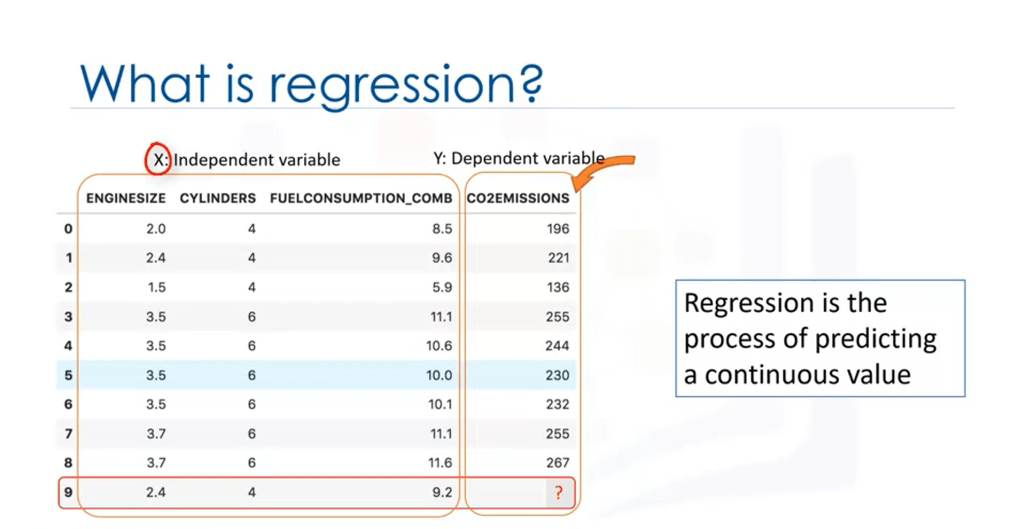 What is regression?
X: Independent variable Y: Dependent variable
ENGINESIZE CYLINDERS FUELCONSUMPTION_COMB CO2EMISSIONS
0 2.0 4 8.5 196
1 2.4 4 9.6 221
2 1.5 4 5.9 136
3 3.5 6 11.1 255
4 3.5 6 10.6 244
5 3.5 6 10.0 230
6 3.5 6 10.1 232
7 3.7 6 11.1 255
8 3.7 6 11.6 267
9 2.4 4 9.2 ?
Regression is the
process of predicting
a continuous value